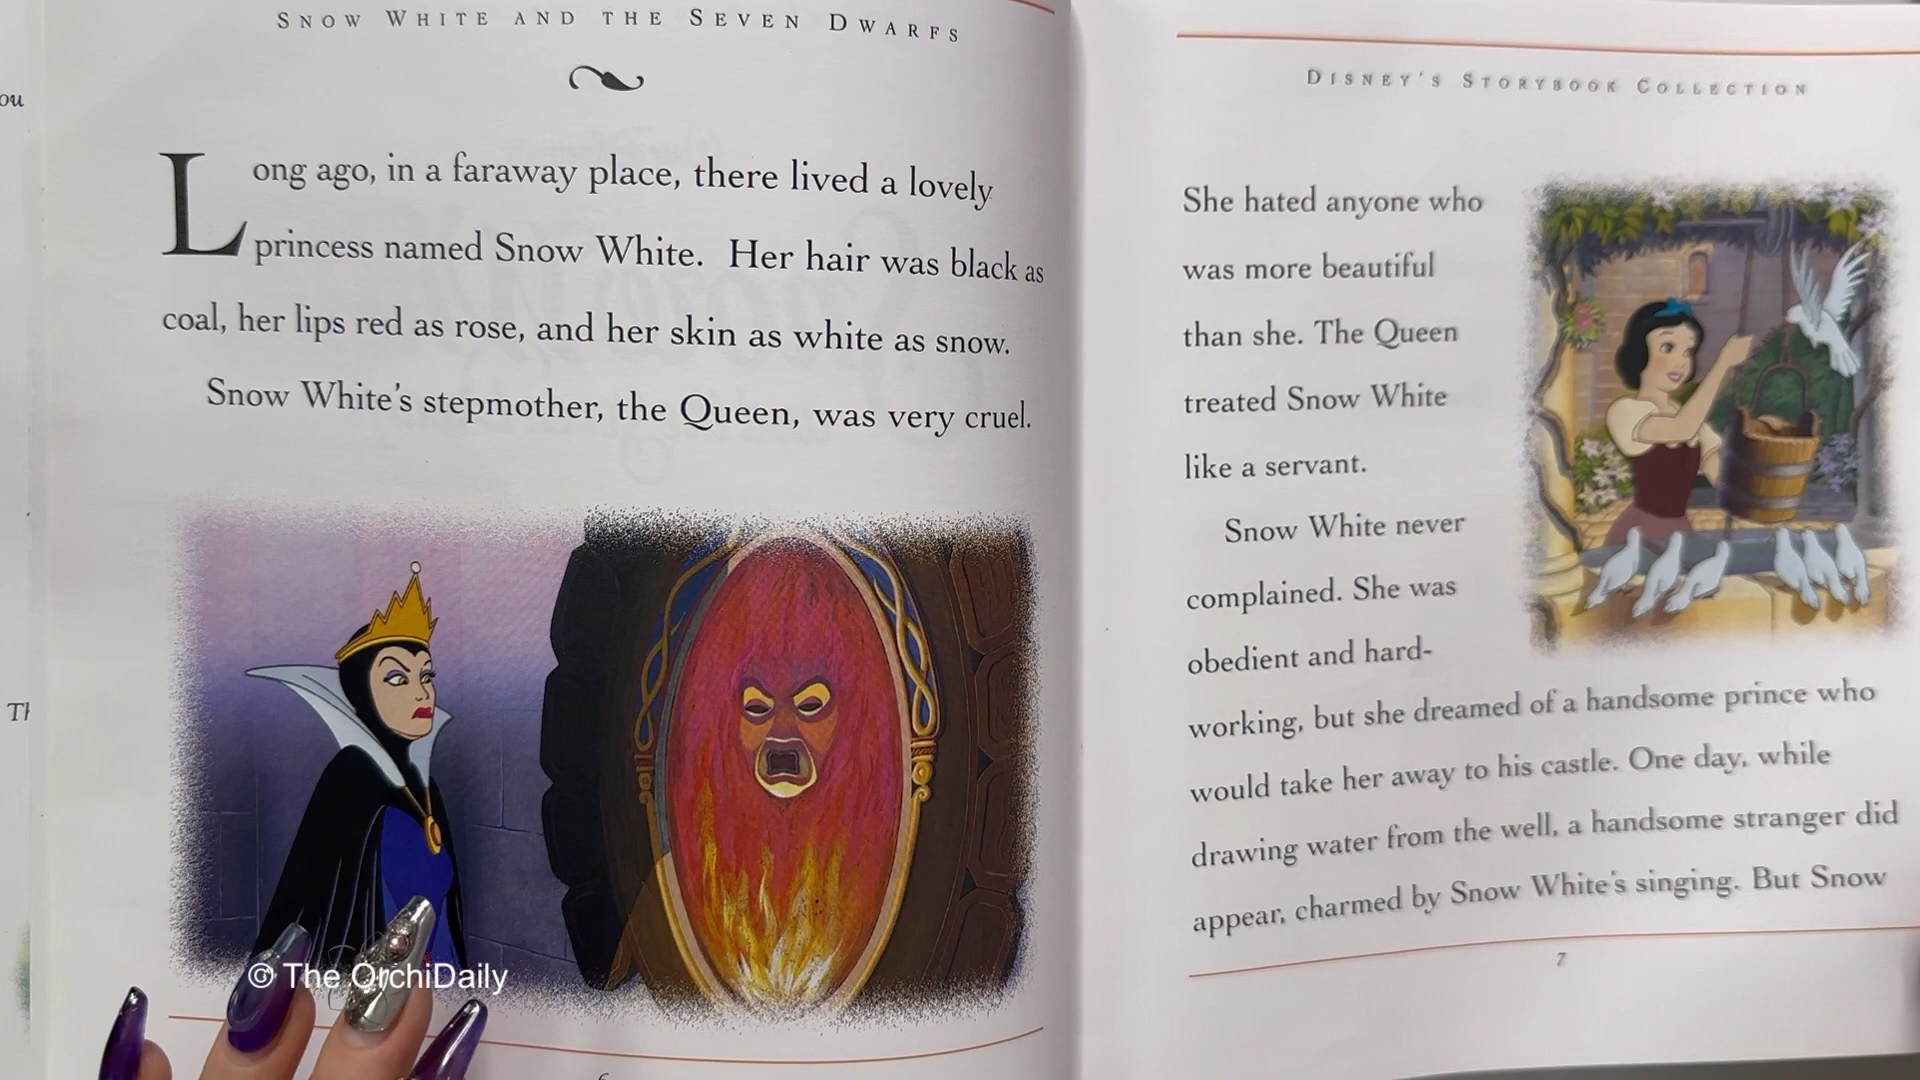 SNOW WHITE AND THE SEVEN DWARFS
Long ago, in a faraway place, there lived a lovely
princess named Snow White. Her hair was black as
coal, her lips red as rose, and her skin as white as snow.
Snow White's stepmother, the Queen, was very cruel.
© The OrchiDaily
DISNEY'S STORYBOOK COLLECTION
She hated anyone who
was more beautiful
than she. The Queen
treated Snow White
like a servant.
Snow White never
complained. She was
obedient and hard-
working, but she dreamed of a handsome prince who
would take her away to his castle. One day, while
drawing water from the well, a handsome stranger did
appear, charmed by Snow White's singing. But Snow
7